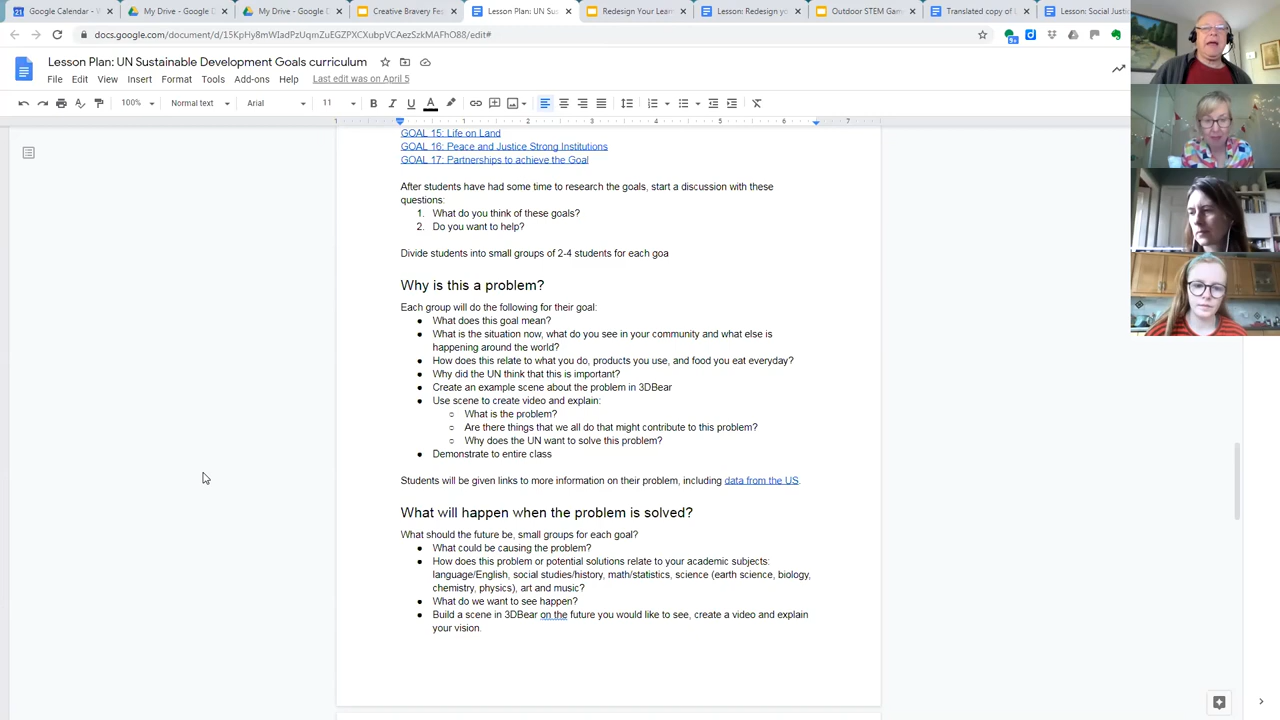 Google Calendar - V
My Drive - Google D
My Drive - Google D
Creative Bravery Fes
Lesson Plan: UN Sus
Redesign Your Lear
Lesson: Redesign yo
Outdoor STEM Gam
Translated copy of L
Lesson: Social Justi
docs.google.com/document/d/15KpHy8mWladPzUqmZuEGZPXCXubpVCAezSzkMAfhO88/edit#
Lesson Plan: UN Sustainable Development Goals curriculum
File Edit View Insert Format Tools Add-ons Help Last edit was on April 5
100% Normal text Arial 11
1 1 2 3 4 5 6 7
GOAL 15: Life on Land
GOAL 16: Peace and Justice Strong Institutions
GOAL 17: Partnerships to achieve the Goal
After students have had some time to research the goals, start a discussion with these
questions:
1. What do you think of these goals?
2. Do you want to help?
Divide students into small groups of 2-4 students for each goa
Why is this a problem?
Each group will do the following for their goal:
● What does this goal mean?
● What is the situation now, what do you see in your community and what else is
happening around the world?
● How does this relate to what you do, products you use, and food you eat everyday?
● Why did the UN think that this is important?
● Create an example scene about the problem in 3DBear
● Use scene to create video and explain:
○ What is the problem?
○ Are there things that we all do that might contribute to this problem?
○ Why does the UN want to solve this problem?
● Demonstrate to entire class
Students will be given links to more information on their problem, including data from the US.
What will happen when the problem is solved?
What should the future be, small groups for each goal?
● What could be causing the problem?
● How does this problem or potential solutions relate to your academic subjects:
language/English, social studies/history, math/statistics, science (earth science, biology,
chemistry, physics), art and music?
● What do we want to see happen?
● Build a scene in 3DBear on the future you would like to see, create a video and explain
your vision.